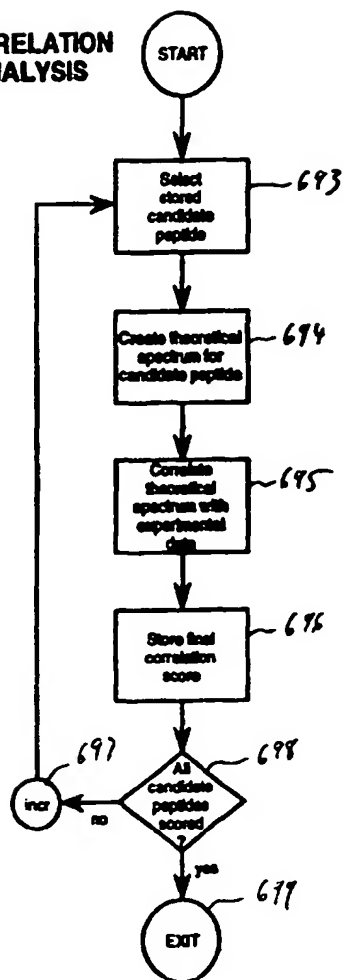 RELATION
ALYSIS
START
Select
stored
candidate
peptide
693
Create theoretical
spectrum for
candidate peptide
694
Correlate
theoretical
spectrum with
experimental
data
695
Store final
correlation
score
696
All
candidate
peptides
scored
?
698
697
incr
no
yes
699
EXIT